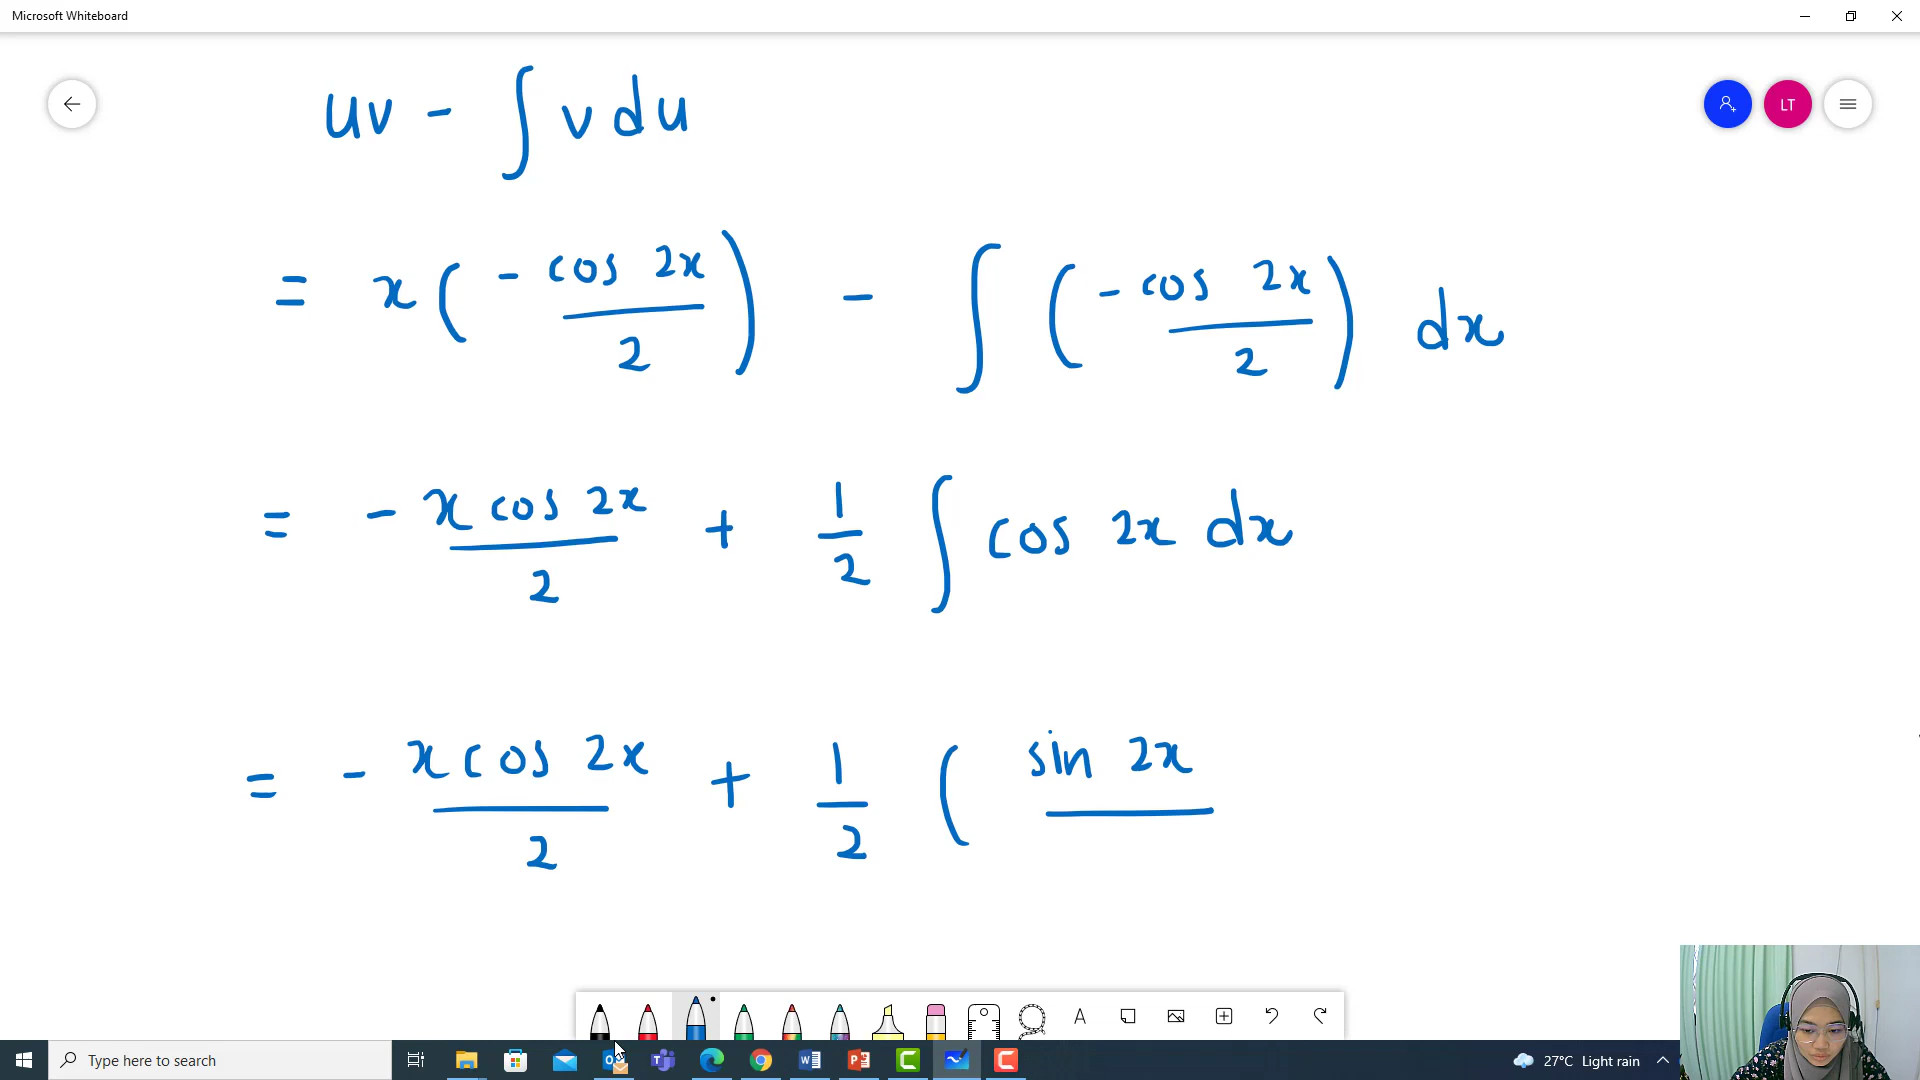 Microsoft Whiteboard
LT
uv - ∫ v du
= x ( - cos 2x / 2 ) - ∫ ( - cos 2x / 2 ) dx
= - x cos 2x / 2 + 1/2 ∫ cos 2x dx
= - x cos 2x / 2 + 1/2 ( sin 2x
A
Type here to search
27°C Light rain